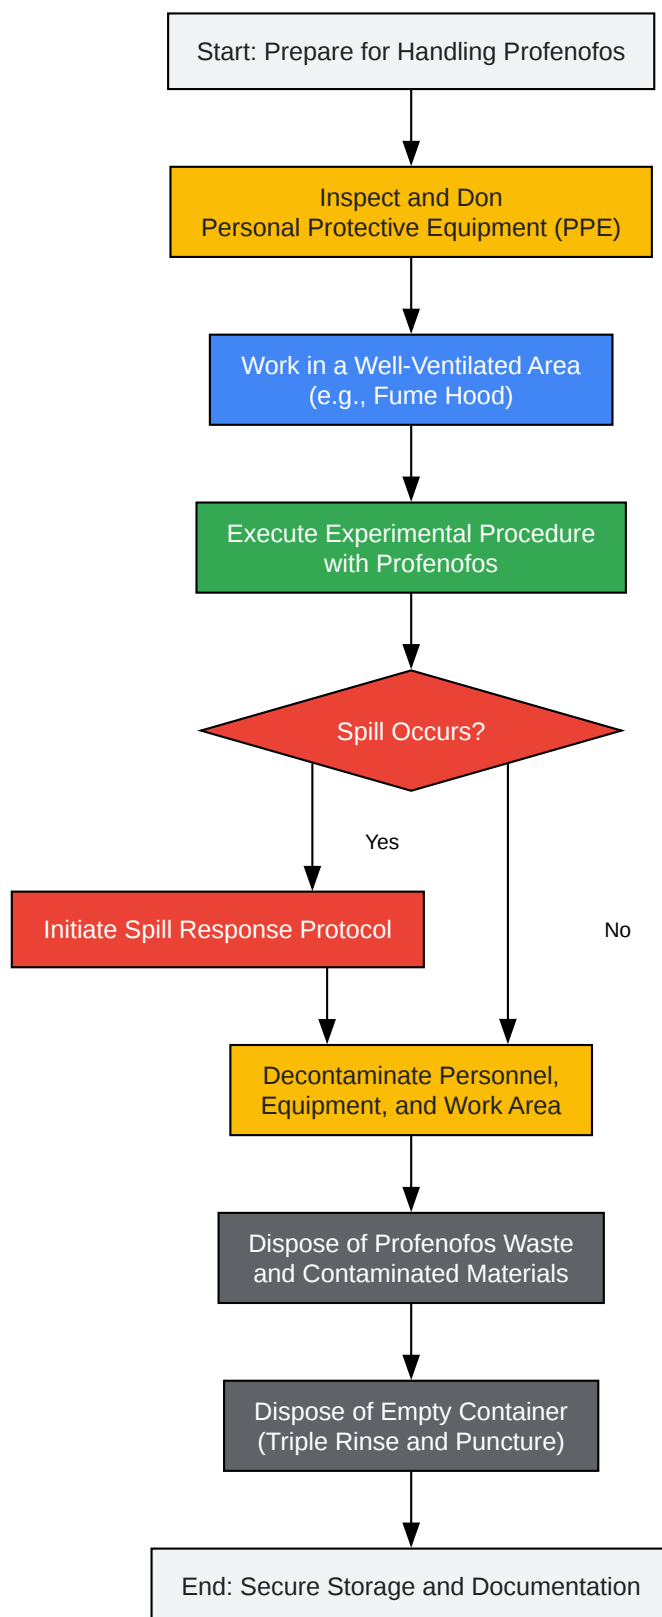 Start: Prepare for Handling Profenofos
Inspect and Don
Personal Protective Equipment (PPE)
Work in a Well-Ventilated Area
(e.g., Fume Hood)
Execute Experimental Procedure
with Profenofos
Spill Occurs?
Yes
Initiate Spill Response Protocol
No
Decontaminate Personnel,
Equipment, and Work Area
Dispose of Profenofos Waste
and Contaminated Materials
Dispose of Empty Container
(Triple Rinse and Puncture)
End: Secure Storage and Documentation